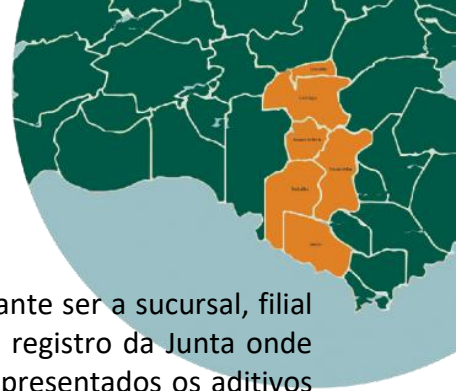 ante ser a sucursal, filial
registro da Junta onde
presentados os aditivos